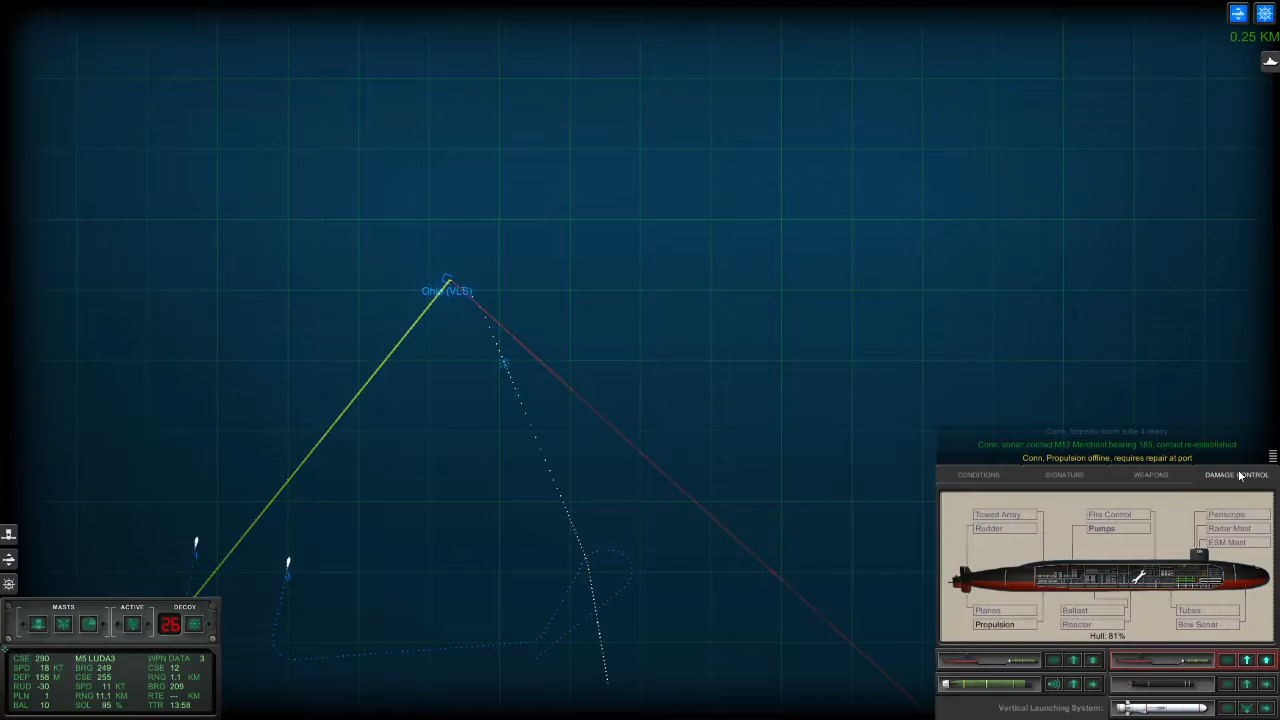 0.25 KM
Ohio (VLS)
Conn, torpedo room tube 4 ready
Conn, sonar: contact M12 Merchant bearing 185, contact re-established
Conn, Propulsion offline, requires repair at port
CONDITIONS SIGNATURE WEAPONS DAMAGE CONTROL
Towed Array Fire Control Periscope
Rudder Pumps Radar Mast
ESM Mast
Planes Ballast Tubes
Propulsion Reactor Bow Sonar
Hull: 81%
Vertical Launching System:
MASTS ACTIVE DECOY
26
CSE 290 M5 LUDA3 WPN DATA 3
SPD 18 KT BRG 249 CSE 12
DEP 158 M CSE 255 RNG 1.1 KM
RUD -30 SPD 11 KT BRG 209
PLN 1 RNG 11.1 KM RTE --- KM
BAL 10 SOL 95 % TTR 13:58